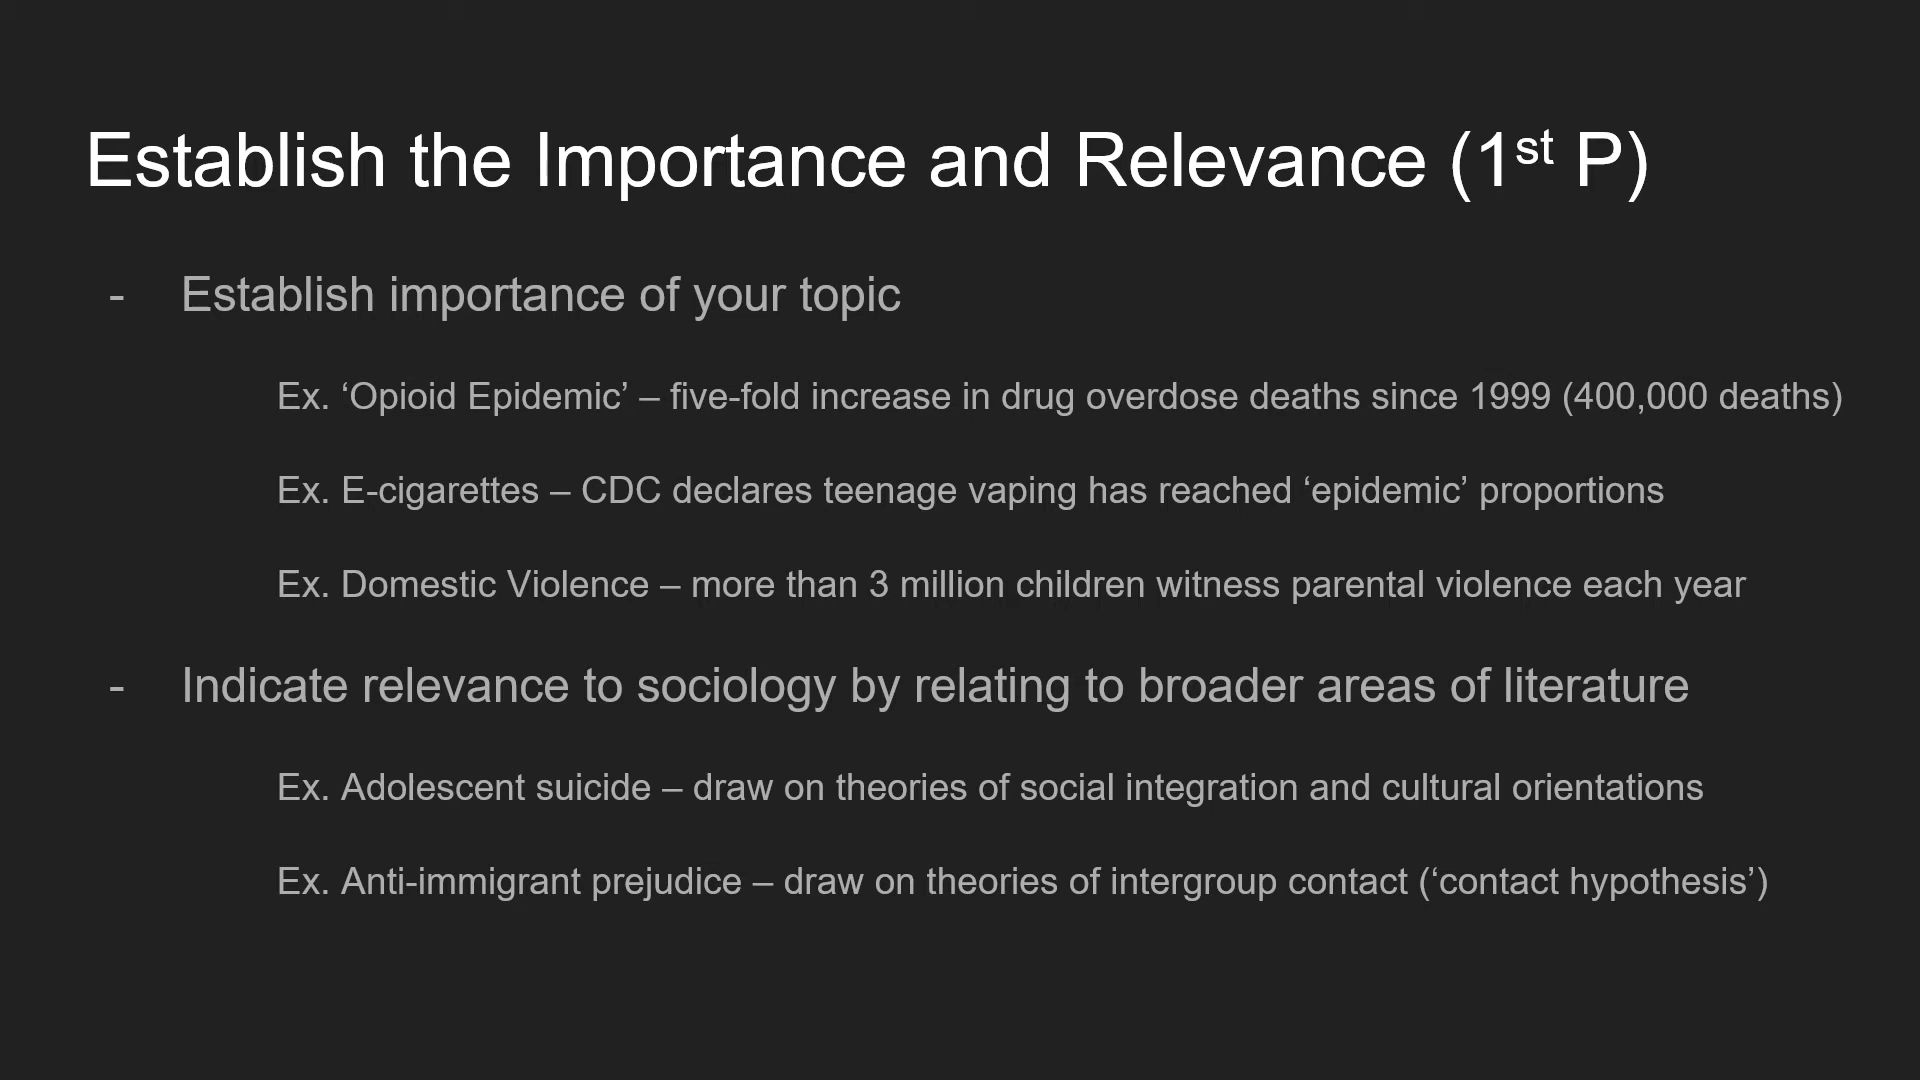 Establish the Importance and Relevance (1st P)
- Establish importance of your topic
Ex. ‘Opioid Epidemic’ – five-fold increase in drug overdose deaths since 1999 (400,000 deaths)
Ex. E-cigarettes – CDC declares teenage vaping has reached ‘epidemic’ proportions
Ex. Domestic Violence – more than 3 million children witness parental violence each year
- Indicate relevance to sociology by relating to broader areas of literature
Ex. Adolescent suicide – draw on theories of social integration and cultural orientations
Ex. Anti-immigrant prejudice – draw on theories of intergroup contact (‘contact hypothesis’)